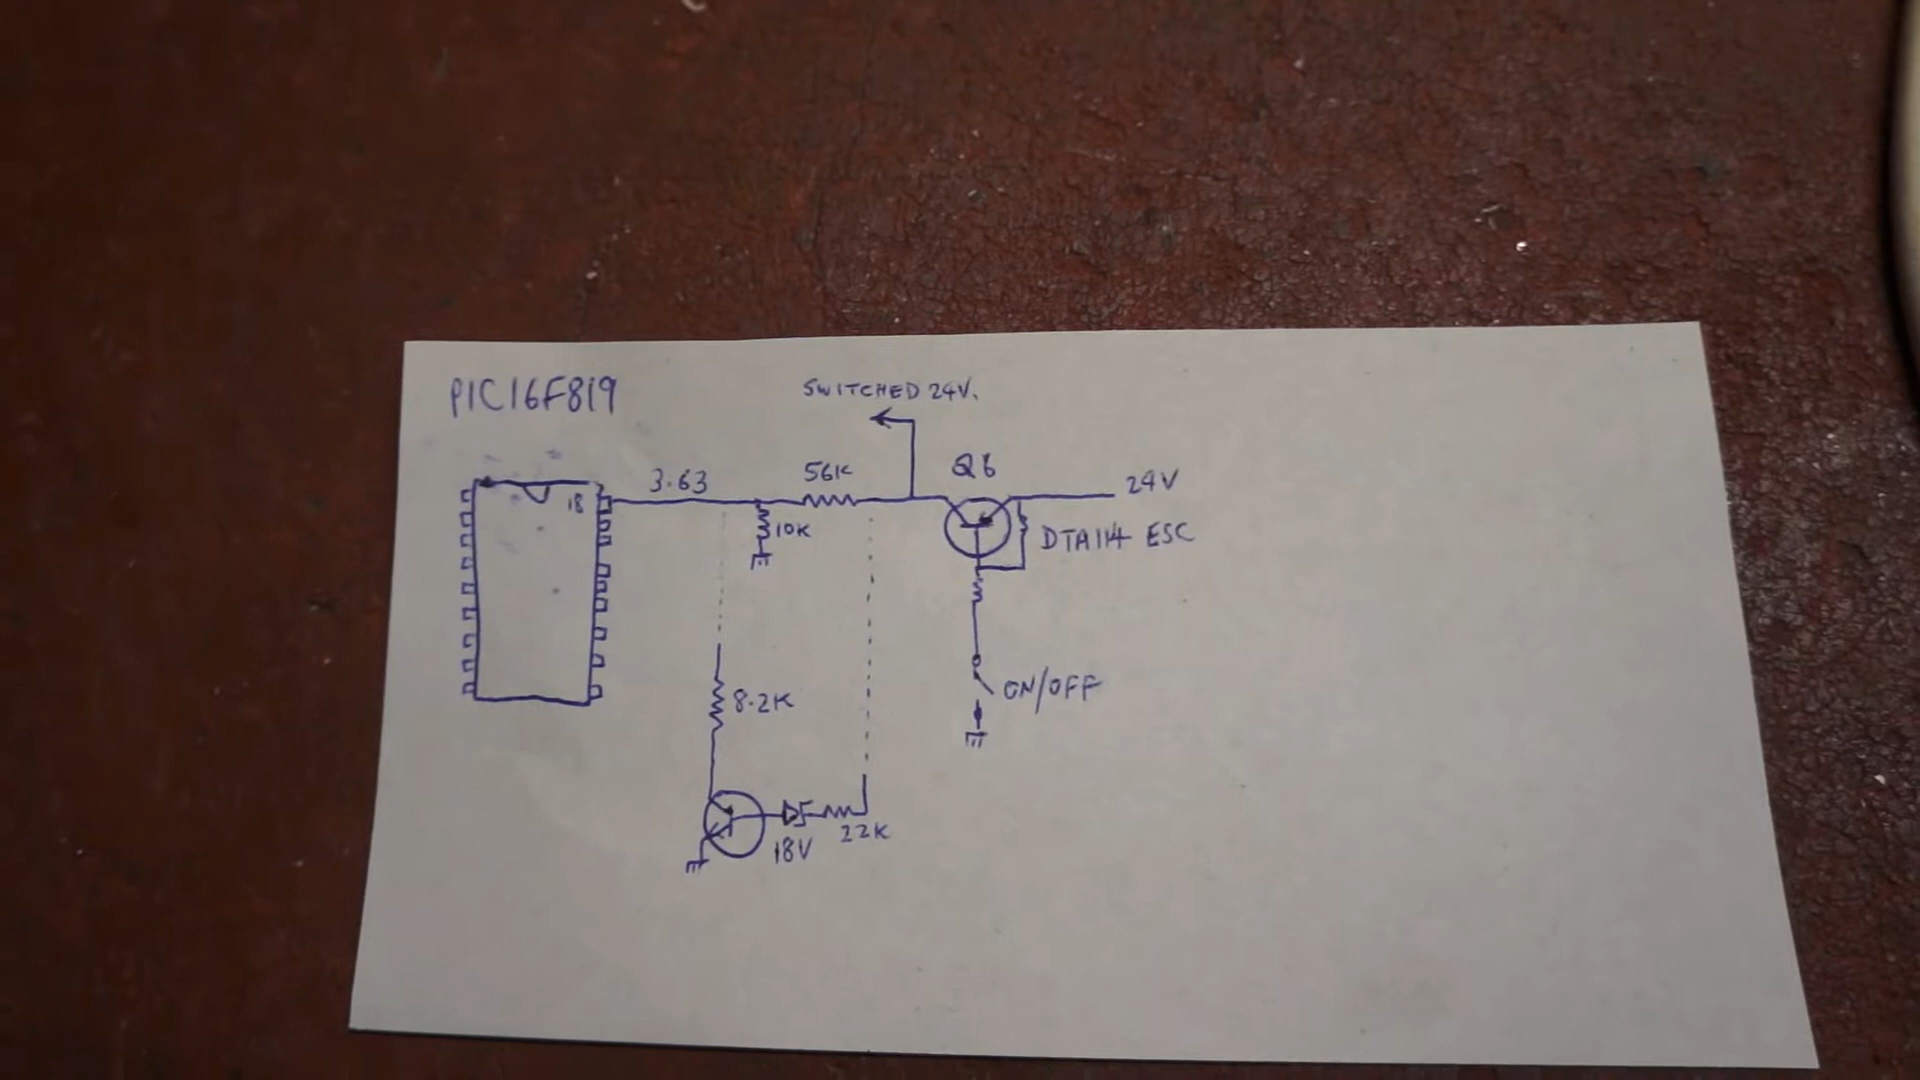 PIC16F819
SWITCHED 24V.
18
3.63
56K
Q6
24V
10K
DTA114 ESC
8.2K
ON/OFF
18V
22K